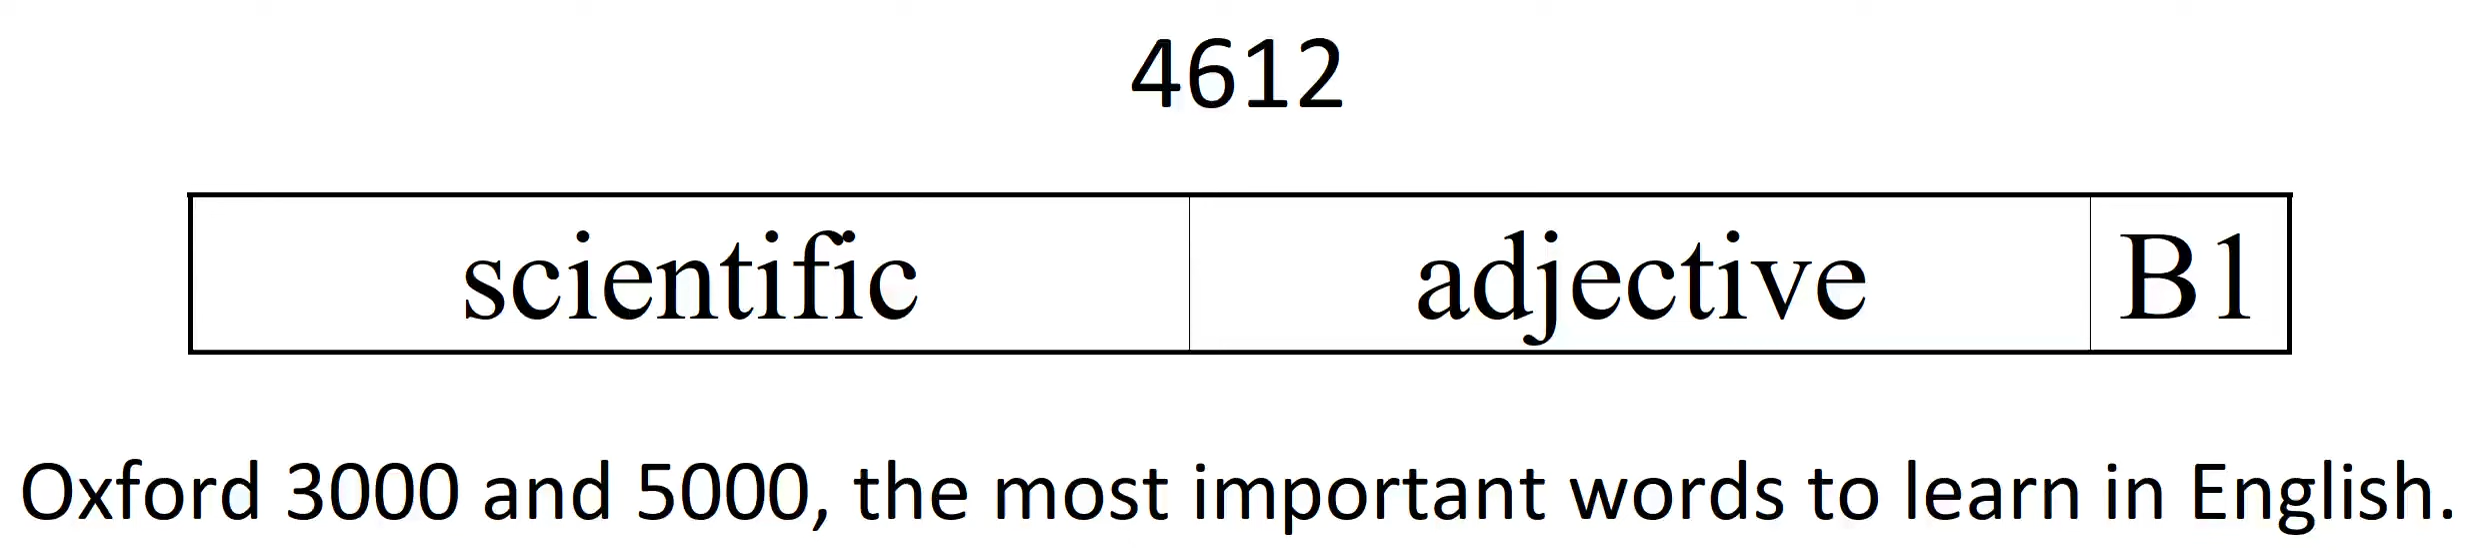 4612
scientific adjective B1
Oxford 3000 and 5000, the most important words to learn in English.